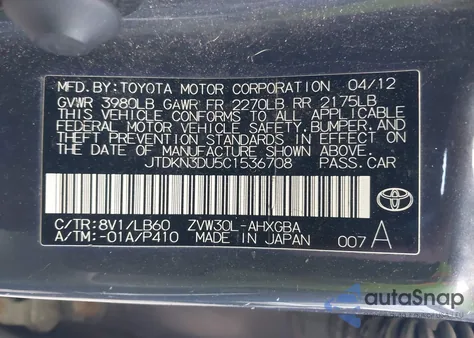 MFD. BY: TOYOTA MOTOR CORPORATION 04/12
GVWR 3980LB GAWR FR 2270LB RR 2175LB
THIS VEHICLE CONFORMS TO ALL
APPLICABLE FEDERAL SAFETY, BUMPER, AND
THEFT PREVENTION STANDARDS IN EFFECT ON
THE DATE OF MANUFACTURE SHOWN ABOVE.
JTDKN3DU5C1536708 PASS. CAR
C/TR: 8V1/LB60 ZVW30L-AHXGBA
A/TM: -01A/P410 MADE IN JAPAN 007 A
TOYOTA
autoSnap